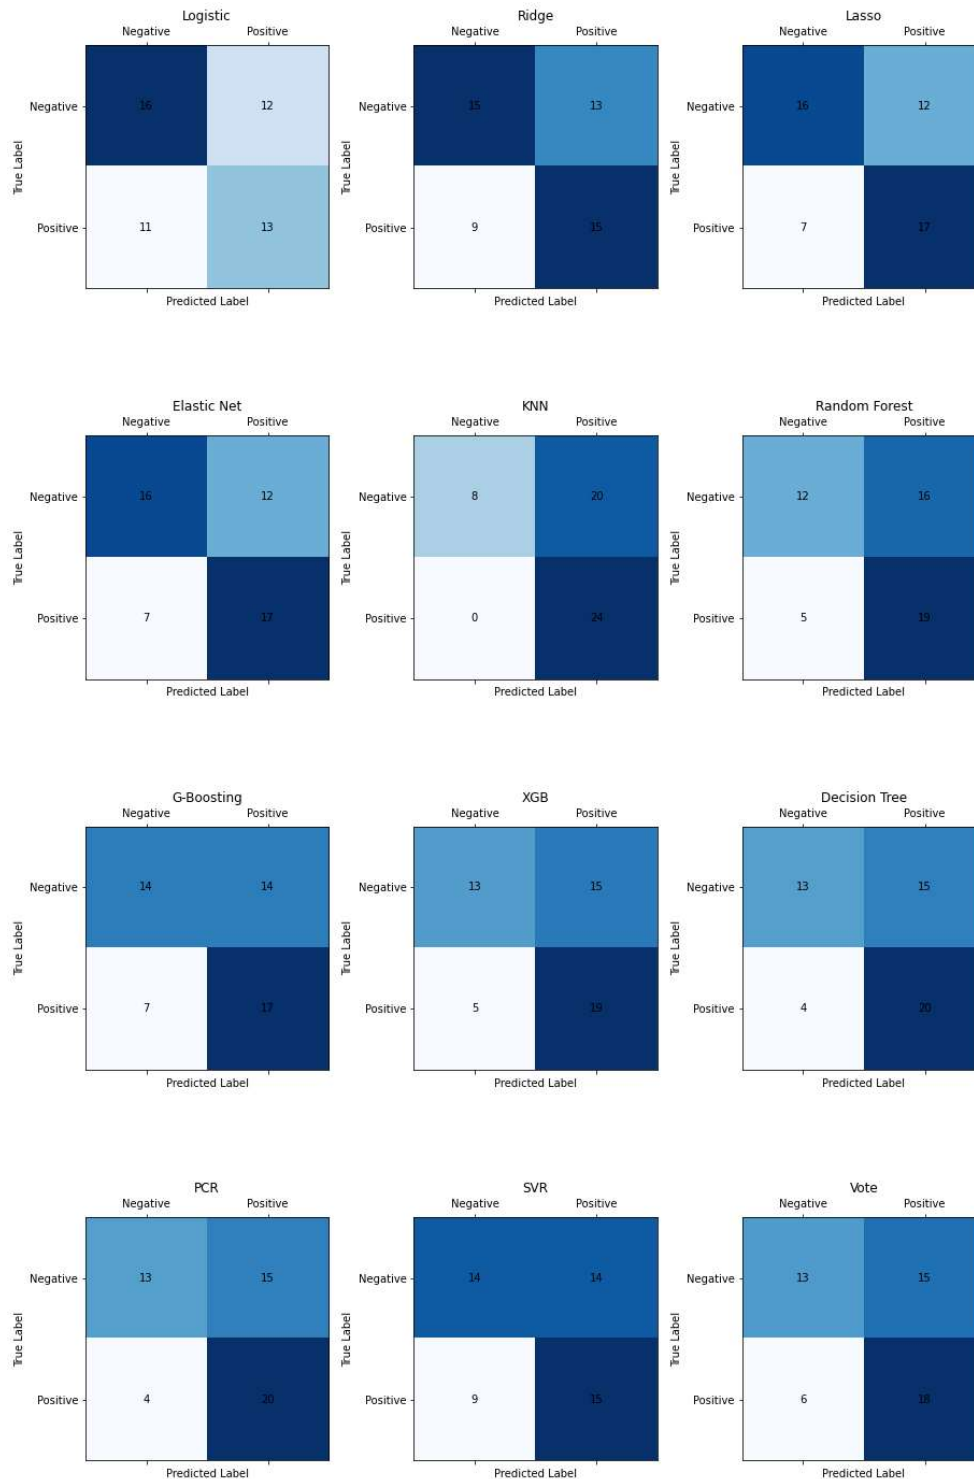 Logistic Ridge Lasso
Negative Positive Negative Positive Negative Positive
Negative 16 12 Negative 15 13 Negative 16 12
True Label True Label True Label
Positive 11 13 Positive 9 15 Positive 7 17
Predicted Label Predicted Label Predicted Label
Elastic Net KNN Random Forest
Negative Positive Negative Positive Negative Positive
Negative 16 12 Negative 8 20 Negative 12 16
True Label True Label True Label
Positive 7 17 Positive 0 24 Positive 5 19
Predicted Label Predicted Label Predicted Label
G-Boosting XGB Decision Tree
Negative Positive Negative Positive Negative Positive
Negative 14 14 Negative 13 15 Negative 13 15
True Label True Label True Label
Positive 7 17 Positive 5 19 Positive 4 20
Predicted Label Predicted Label Predicted Label
PCR SVR Vote
Negative Positive Negative Positive Negative Positive
Negative 13 15 Negative 14 14 Negative 13 15
True Label True Label True Label
Positive 4 20 Positive 9 15 Positive 6 18
Predicted Label Predicted Label Predicted Label